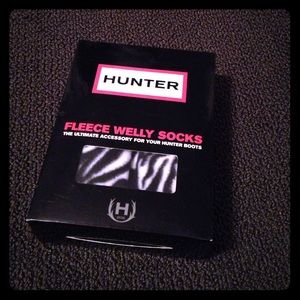 HUNTER
FLEECE WELLY SOCKS
THE ULTIMATE ACCESSORY FOR YOUR HUNTER BOOTS
H